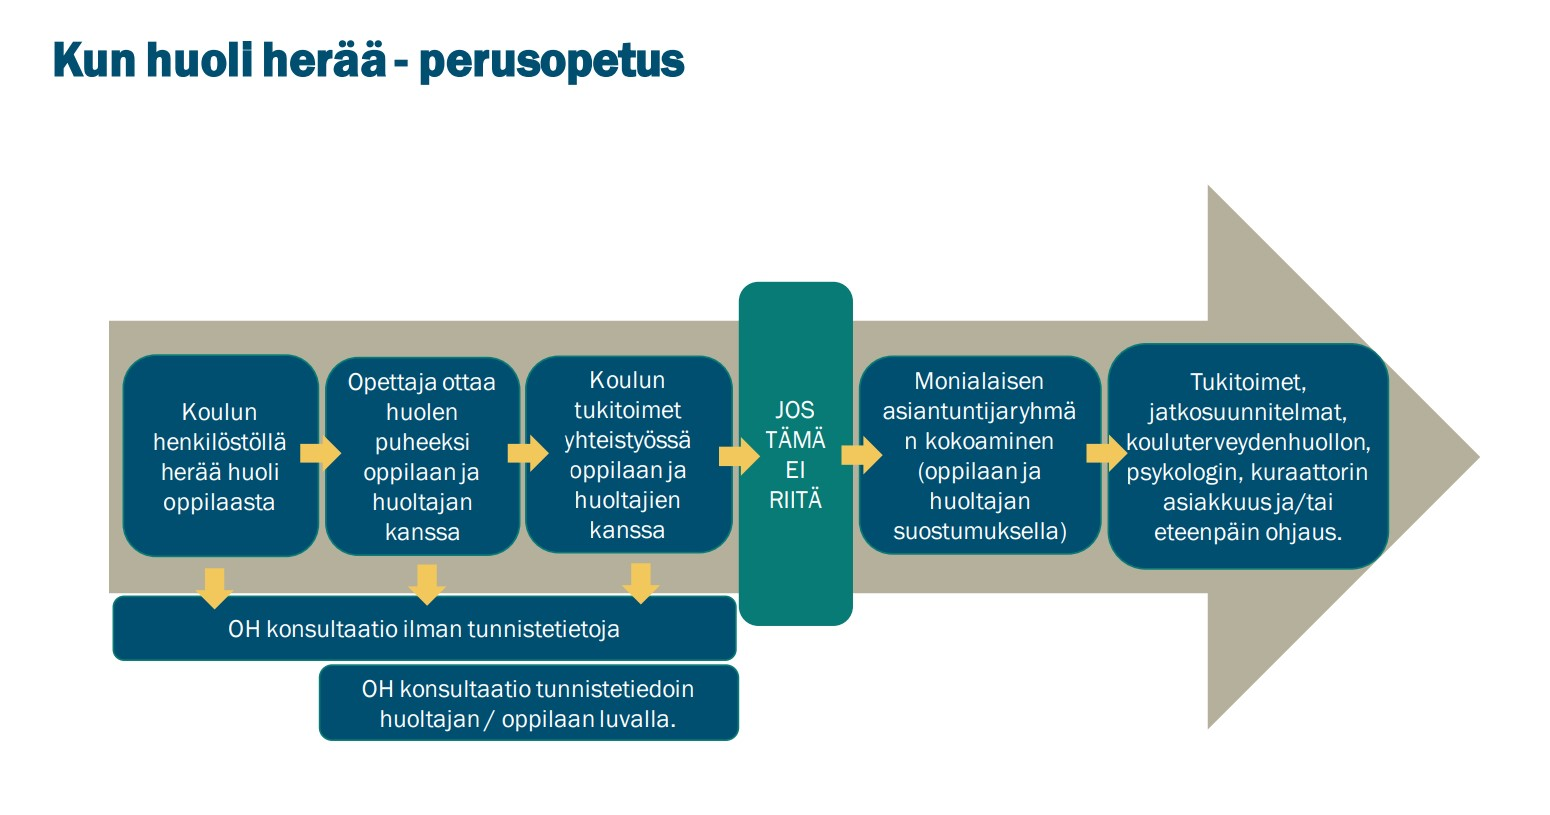 Kun huoli herää - perusopetus
Koulun
henkilöstöllä
herää huoli
oppilaasta
Opettaja ottaa
huolen
puheeksi
oppilaan ja
huoltajan
kanssa
Koulun
tukitoimet
yhteistyössä
oppilaan ja
huoltajien
kanssa
JOS
TÄMÄ
EI
RIITÄ
Monialaisen
asiantuntijaryhmä
n kokoaminen
(oppilaan ja
huoltajan
suostumuksella)
Tukitoimet,
jatkosuunnitelmat,
kouluterveydenhuollon,
psykologin, kuraattorin
asiakkuus ja/tai
eteenpäin ohjaus.
OH konsultaatio ilman tunnistetietoja
OH konsultaatio tunnistetiedoin
huoltajan / oppilaan luvalla.